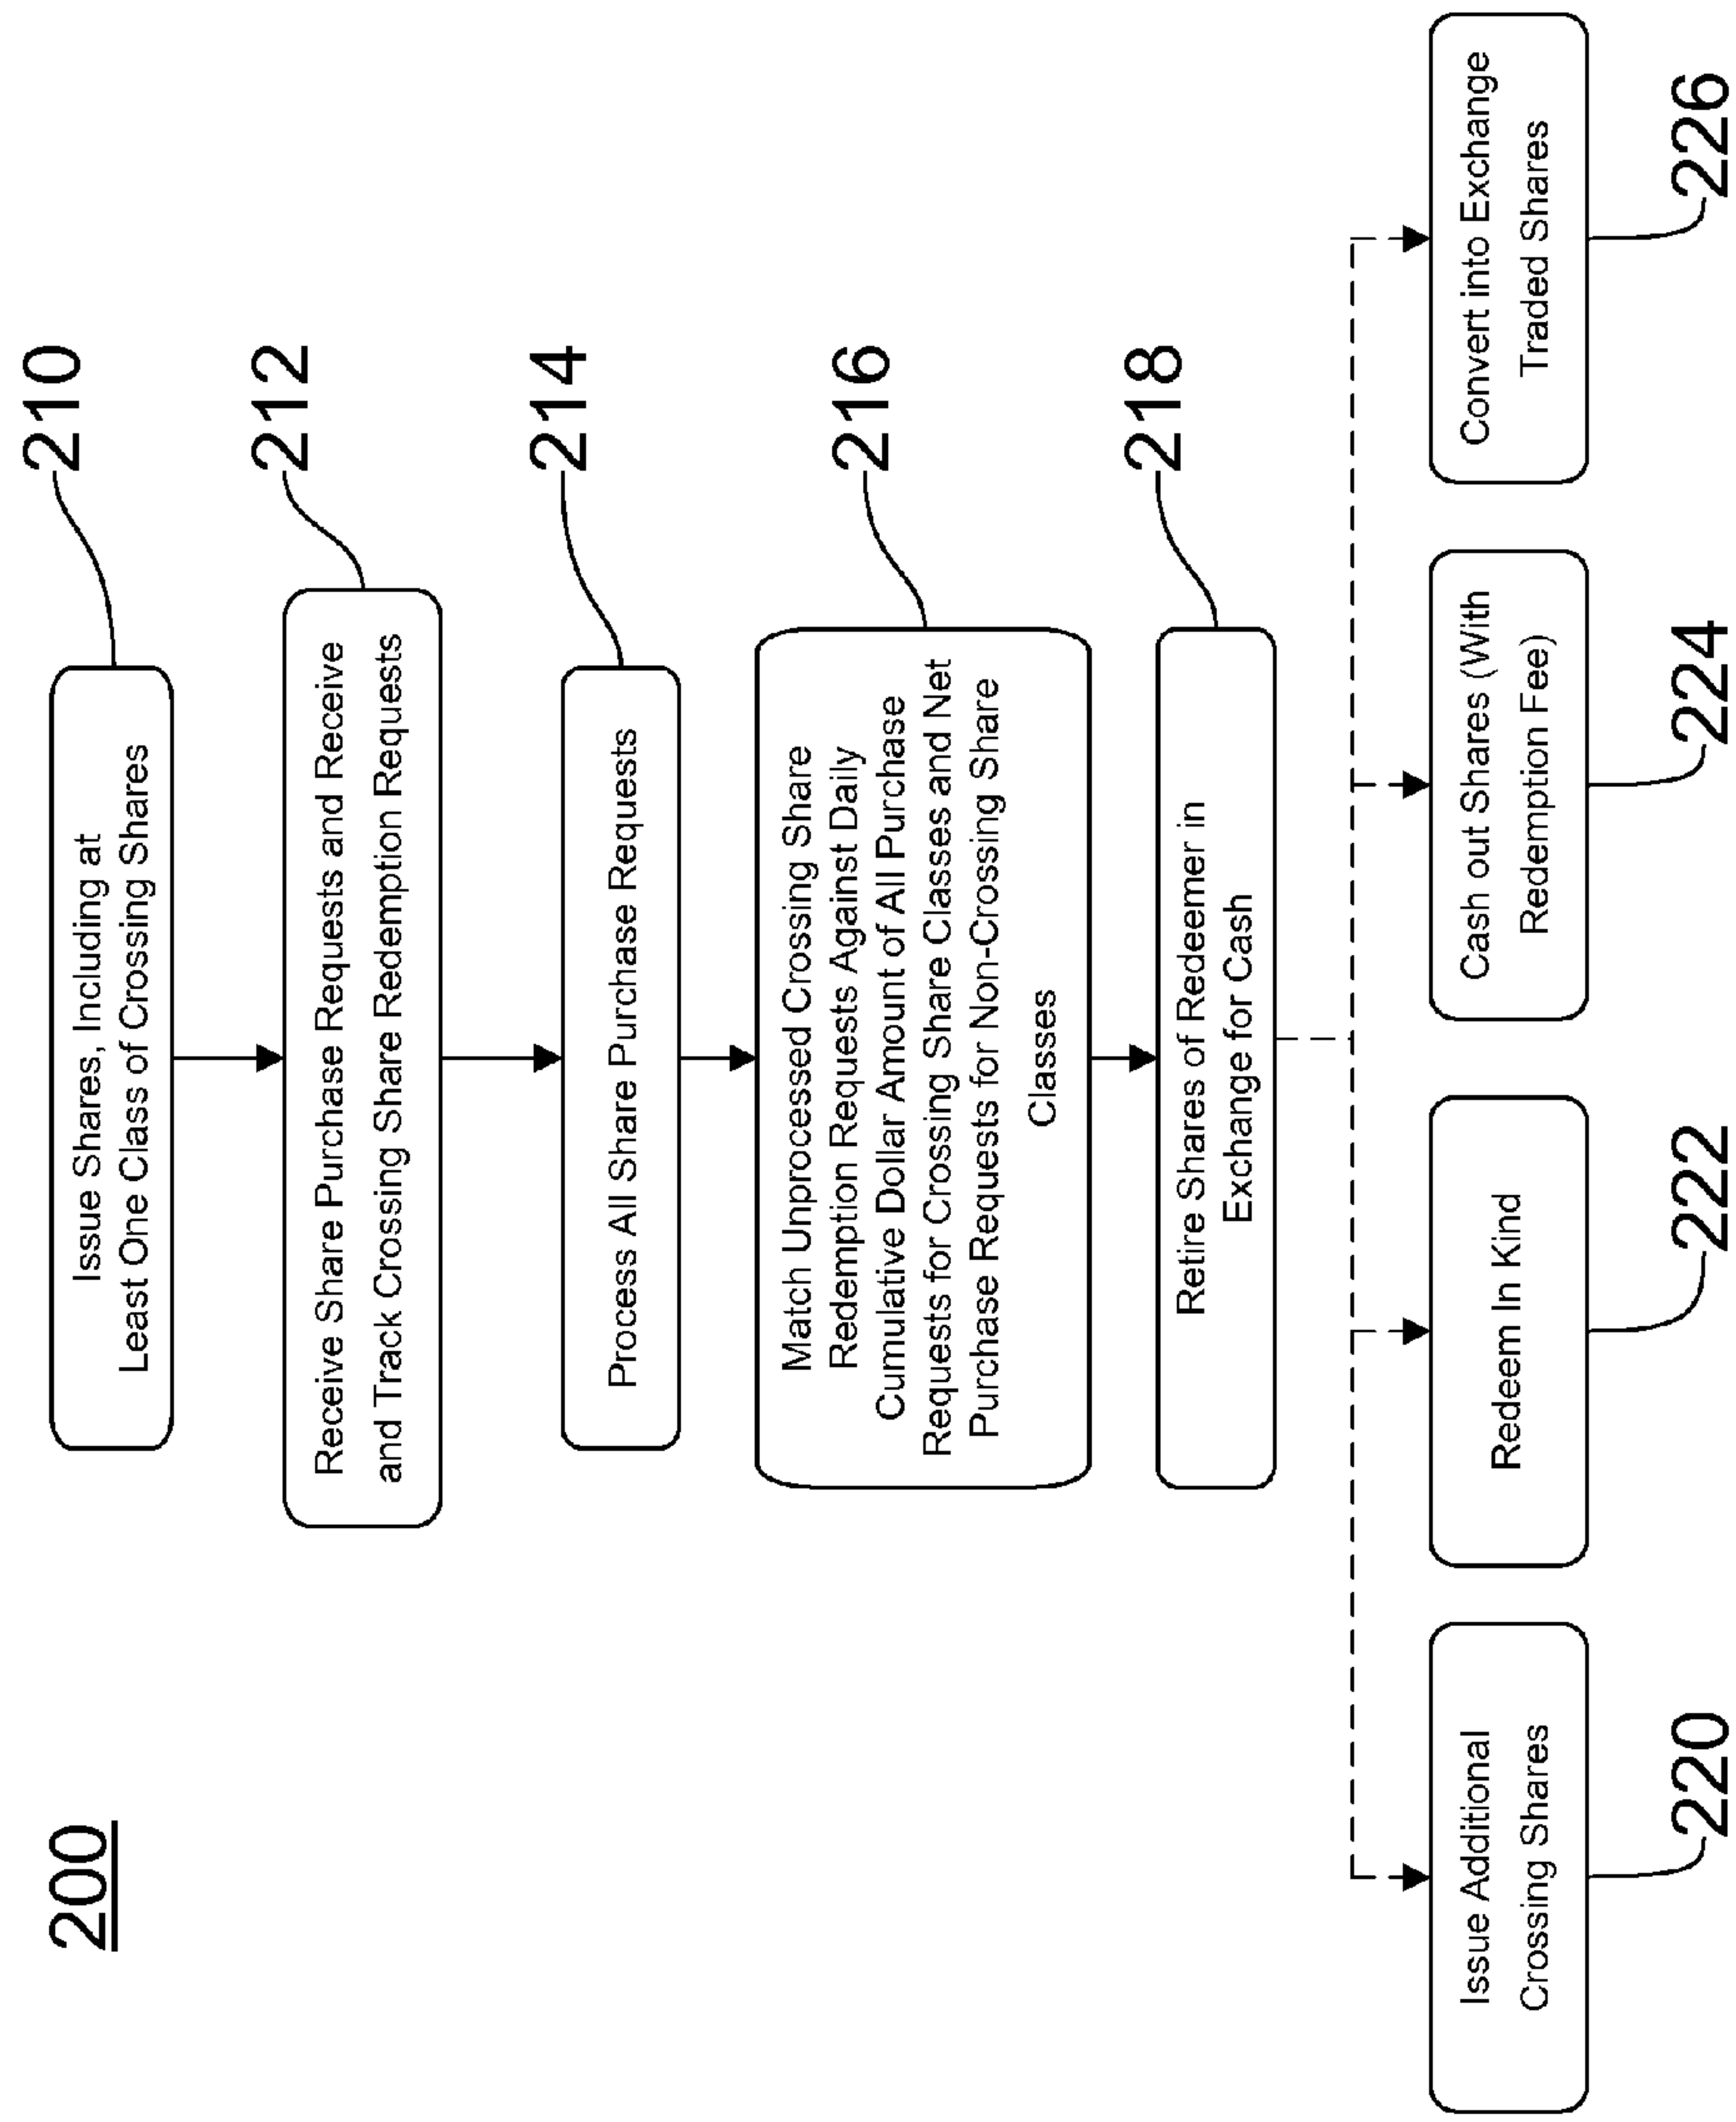 200
210
Issue Shares, Including at
Least One Class of Crossing Shares
212
Receive Share Purchase Requests and Receive
and Track Crossing Share Redemption Requests
214
Process All Share Purchase Requests
216
Match Unprocessed Crossing Share
Redemption Requests Against Daily
Cumulative Dollar Amount of All Purchase
Requests for Crossing Share Classes and Net
Purchase Requests for Non-Crossing Share
Classes
218
Retire Shares of Redeemer in
Exchange for Cash
Issue Additional
Crossing Shares
220
Redeem In Kind
222
Cash out Shares (With
Redemption Fee)
224
Convert into Exchange
Traded Shares
226